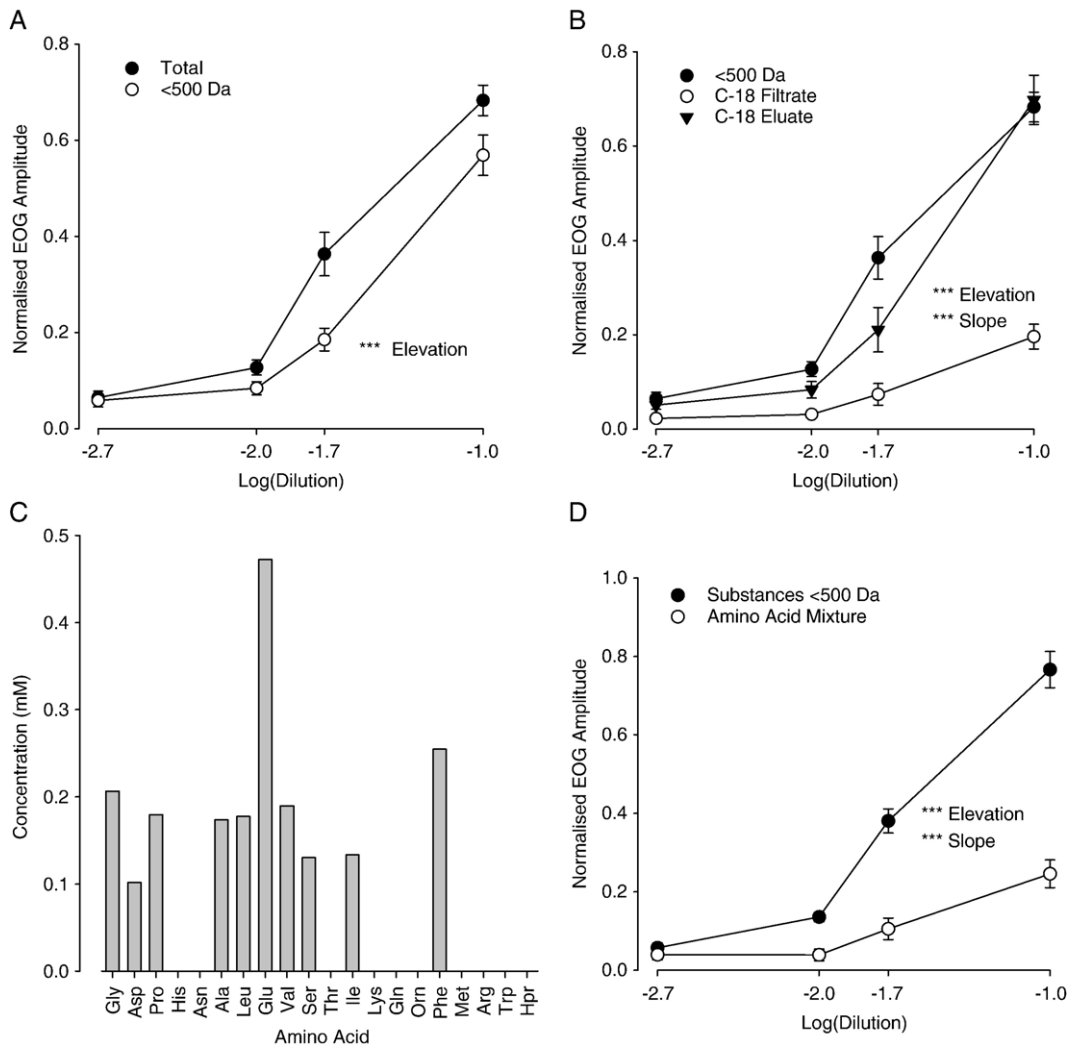 A
0.8
0.6
0.4
0.2
0.0
Normalised EOG Amplitude
Total
<500 Da
*** Elevation
-2.7
-2.0
-1.7
-1.0
Log(Dilution)
B
0.8
0.6
0.4
0.2
0.0
Normalised EOG Amplitude
<500 Da
C-18 Filtrate
C-18 Eluate
*** Elevation
*** Slope
-2.7
-2.0
-1.7
-1.0
Log(Dilution)
C
0.5
0.4
0.3
0.2
0.1
0.0
Concentration (mM)
Gly
Asp
Pro
His
Asn
Ala
Leu
Glu
Val
Ser
Thr
Ile
Lys
Gln
Orn
Phe
Met
Arg
Trp
Hpr
Amino Acid
D
1.0
0.8
0.6
0.4
0.2
0.0
Normalised EOG Amplitude
Substances <500 Da
Amino Acid Mixture
*** Elevation
*** Slope
-2.7
-2.0
-1.7
-1.0
Log(Dilution)